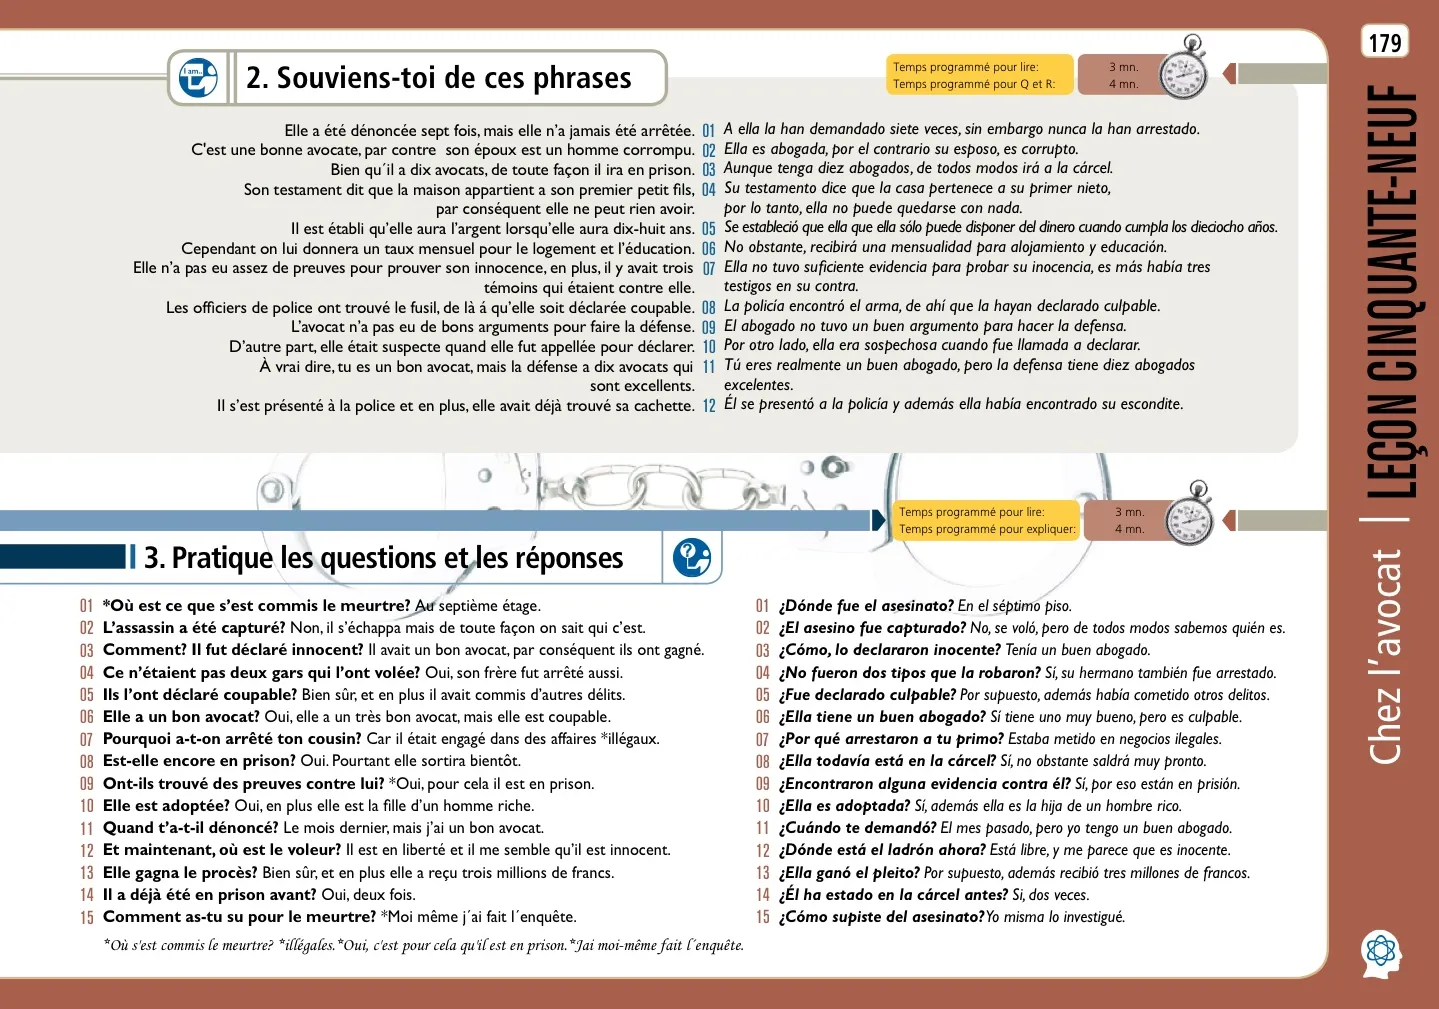 179
LEÇON CINQUANTE-NEUF
Chez l'avocat
I am...
2. Souviens-toi de ces phrases
Temps programmé pour lire: 3 mn.
Temps programmé pour Q et R: 4 mn.
Elle a été dénoncée sept fois, mais elle n'a jamais été arrêtée. 01 A ella la han demandado siete veces, sin embargo nunca la han arrestado.
C'est une bonne avocate, par contre son époux est un homme corrompu. 02 Ella es abogada, por el contrario su esposo, es corrupto.
Bien qu´il a dix avocats, de toute façon il ira en prison. 03 Aunque tenga diez abogados, de todos modos irá a la cárcel.
Son testament dit que la maison appartient a son premier petit fils, 04 Su testamento dice que la casa pertenece a su primer nieto,
par conséquent elle ne peut rien avoir. por lo tanto, ella no puede quedarse con nada.
Il est établi qu'elle aura l'argent lorsqu'elle aura dix-huit ans. 05 Se estableció que ella que ella sólo puede disponer del dinero cuando cumpla los dieciocho años.
Cependant on lui donnera un taux mensuel pour le logement et l'éducation. 06 No obstante, recibirá una mensualidad para alojamiento y educación.
Elle n'a pas eu assez de preuves pour prouver son innocence, en plus, il y avait trois 07 Ella no tuvo suficiente evidencia para probar su inocencia, es más había tres
témoins qui étaient contre elle. testigos en su contra.
Les officiers de police ont trouvé le fusil, de là á qu'elle soit déclarée coupable. 08 La policía encontró el arma, de ahí que la hayan declarado culpable.
L'avocat n'a pas eu de bons arguments pour faire la défense. 09 El abogado no tuvo un buen argumento para hacer la defensa.
D'autre part, elle était suspecte quand elle fut appellée pour déclarer. 10 Por otro lado, ella era sospechosa cuando fue llamada a declarar.
À vrai dire, tu es un bon avocat, mais la défense a dix avocats qui 11 Tú eres realmente un buen abogado, pero la defensa tiene diez abogados
sont excellents. excelentes.
Il s'est présenté à la police et en plus, elle avait déjà trouvé sa cachette. 12 Él se presentó a la policía y además ella había encontrado su escondite.
Temps programmé pour lire: 3 mn.
Temps programmé pour expliquer: 4 mn.
3. Pratique les questions et les réponses
01 *Où est ce que s'est commis le meurtre? Au septième étage.
02 L'assassin a été capturé? Non, il s'échappa mais de toute façon on sait qui c'est.
03 Comment? Il fut déclaré innocent? Il avait un bon avocat, par conséquent ils ont gagné.
04 Ce n'étaient pas deux gars qui l'ont volée? Oui, son frère fut arrêté aussi.
05 Ils l'ont déclaré coupable? Bien sûr, et en plus il avait commis d'autres délits.
06 Elle a un bon avocat? Oui, elle a un très bon avocat, mais elle est coupable.
07 Pourquoi a-t-on arrêté ton cousin? Car il était engagé dans des affaires *illégaux.
08 Est-elle encore en prison? Oui. Pourtant elle sortira bientôt.
09 Ont-ils trouvé des preuves contre lui? *Oui, pour cela il est en prison.
10 Elle est adoptée? Oui, en plus elle est la fille d'un homme riche.
11 Quand t'a-t-il dénoncé? Le mois dernier, mais j'ai un bon avocat.
12 Et maintenant, où est le voleur? Il est en liberté et il me semble qu'il est innocent.
13 Elle gagna le procès? Bien sûr, et en plus elle a reçu trois millions de francs.
14 Il a déjà été en prison avant? Oui, deux fois.
15 Comment as-tu su pour le meurtre? *Moi même j´ai fait l´enquête.
*Où s'est commis le meurtre? *illégales.*Oui, c'est pour cela qu'il est en prison.*Jai moi-même fait l´enquête.
01 ¿Dónde fue el asesinato? En el séptimo piso.
02 ¿El asesino fue capturado? No, se voló, pero de todos modos sabemos quién es.
03 ¿Cómo, lo declararon inocente? Tenía un buen abogado.
04 ¿No fueron dos tipos que la robaron? Sí, su hermano también fue arrestado.
05 ¿Fue declarado culpable? Por supuesto, además había cometido otros delitos.
06 ¿Ella tiene un buen abogado? Sí tiene uno muy bueno, pero es culpable.
07 ¿Por qué arrestaron a tu primo? Estaba metido en negocios ilegales.
08 ¿Ella todavía está en la cárcel? Sí, no obstante saldrá muy pronto.
09 ¿Encontraron alguna evidencia contra él? Sí, por eso están en prisión.
10 ¿Ella es adoptada? Sí, además ella es la hija de un hombre rico.
11 ¿Cuándo te demandó? El mes pasado, pero yo tengo un buen abogado.
12 ¿Dónde está el ladrón ahora? Está libre, y me parece que es inocente.
13 ¿Ella ganó el pleito? Por supuesto, además recibió tres millones de francos.
14 ¿Él ha estado en la cárcel antes? Si, dos veces.
15 ¿Cómo supiste del asesinato? Yo misma lo investigué.